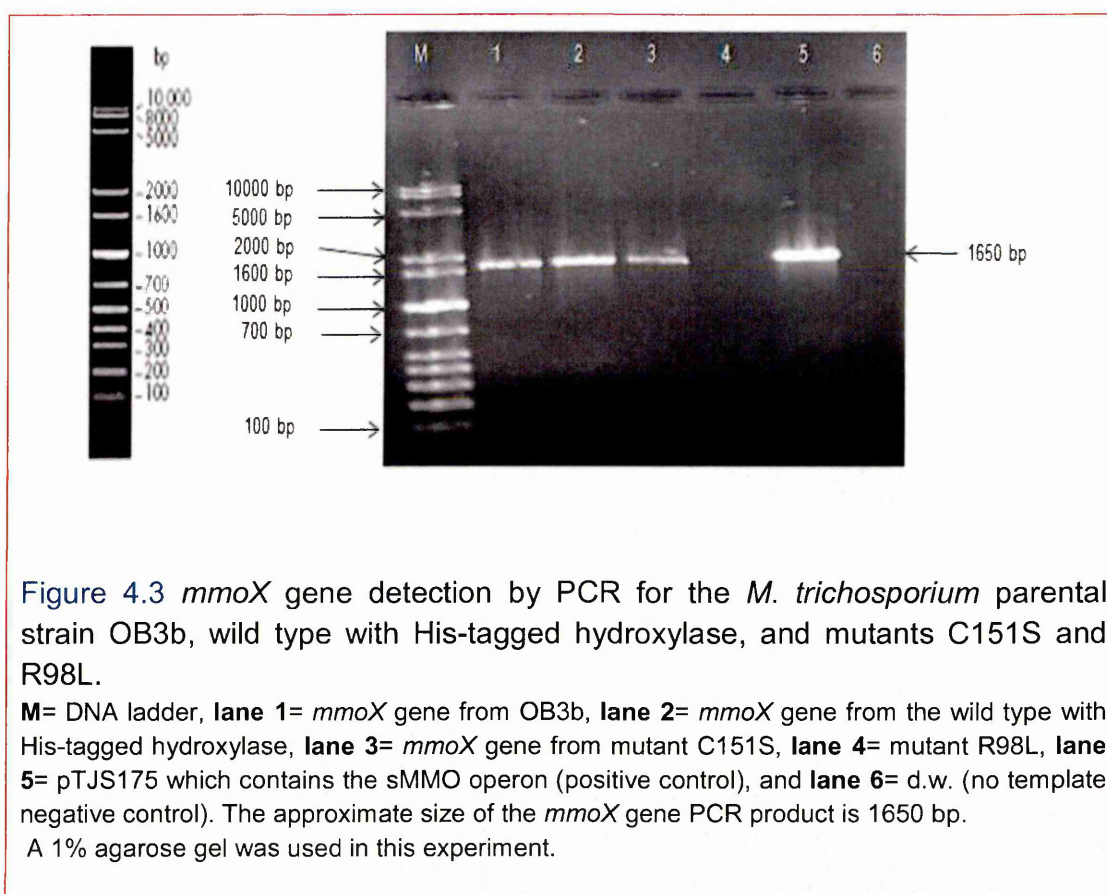 bp
10,000
8000
5000
2000
1600
1000
700
500
400
300
200
100
M 1 2 3 4 5 6
10000 bp
5000 bp
2000 bp
1600 bp
1000 bp
700 bp
100 bp
1650 bp
Figure 4.3 mmoX gene detection by PCR for the M. trichosporium parental
strain OB3b, wild type with His-tagged hydroxylase, and mutants C151S and
R98L.
M= DNA ladder, lane 1= mmoX gene from OB3b, lane 2= mmoX gene from the wild type with
His-tagged hydroxylase, lane 3= mmoX gene from mutant C151S, lane 4= mutant R98L, lane
5= pTJS175 which contains the sMMO operon (positive control), and lane 6= d.w. (no template
negative control). The approximate size of the mmoX gene PCR product is 1650 bp.
A 1% agarose gel was used in this experiment.